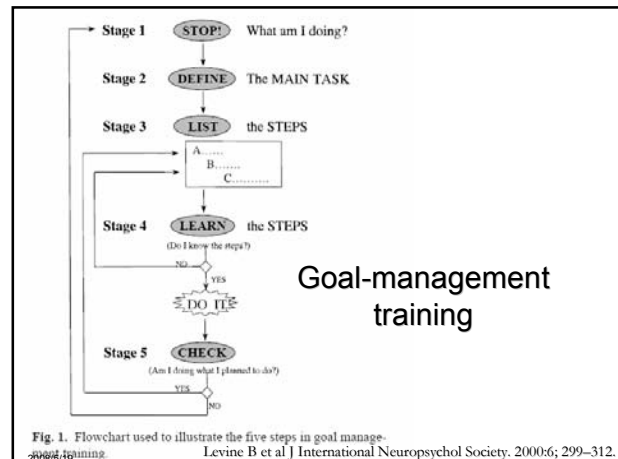 Stage 1 STOP! What am I doing?
Stage 2 DEFINE The MAIN TASK
Stage 3 LIST the STEPS
A......
B.......
C..........
Stage 4 LEARN the STEPS
(Do I know the steps?)
NO
YES
DO IT
Goal-management
training
Stage 5 CHECK
(Am I doing what I planned to do?)
YES
NO
Fig. 1. Flowchart used to illustrate the five steps in goal manage-
ment training.
Levine B et al J International Neuropsychol Society. 2000:6; 299–312.